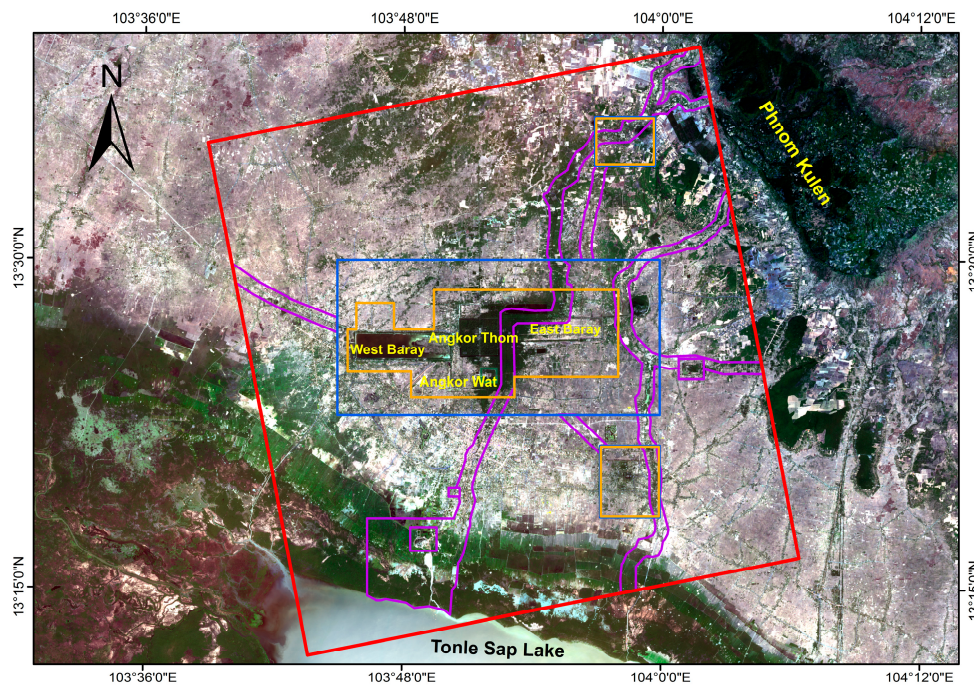 103°36'0"E
103°48'0"E
104°0'0"E
104°12'0"E
N
Phnom Kulen
13°30'0"N
13°30'0"N
East Baray
Angkor Thom
West Baray
Angkor Wat
13°15'0"N
13°15'0"N
Tonle Sap Lake
103°36'0"E
103°48'0"E
104°0'0"E
104°12'0"E